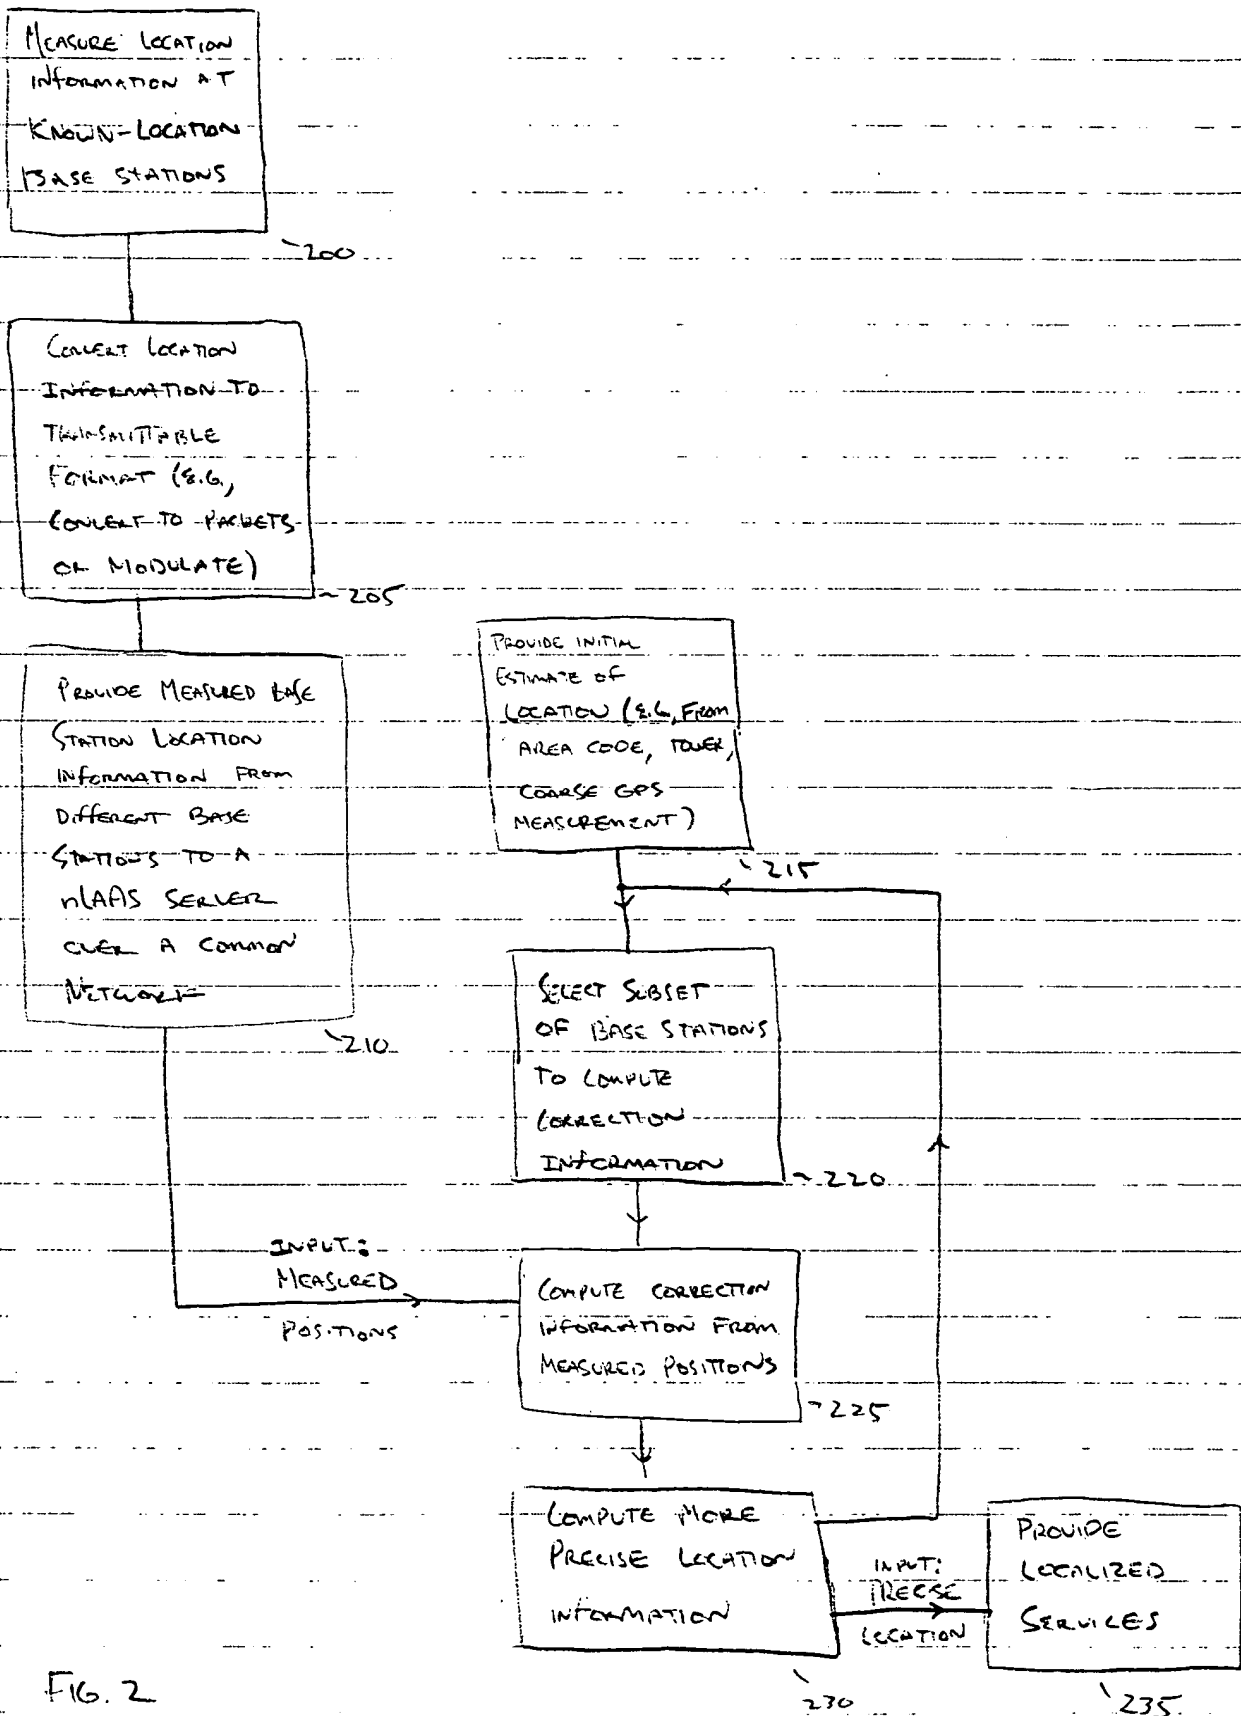 MEASURE LOCATION
INFORMATION AT
KNOWN-LOCATION
BASE STATIONS
200
CONVERT LOCATION
INFORMATION TO
TRANSMITTABLE
FORMAT (E.G,
CONVERT TO PACKETS
OR MODULATE)
205
PROVIDE MEASURED BASE
STATION LOCATION
INFORMATION FROM
DIFFERENT BASE
STATIONS TO A
nLAAS SERVER
OVER A COMMON
NETWORK
210
PROVIDE INITIAL
ESTIMATE OF
LOCATION (E.G, FROM
AREA CODE, TOWER,
COARSE GPS
MEASUREMENT)
215
SELECT SUBSET
OF BASE STATIONS
TO COMPUTE
CORRECTION
INFORMATION
220
INPUT:
MEASURED
POSITIONS
COMPUTE CORRECTION
INFORMATION FROM
MEASURED POSITIONS
225
COMPUTE MORE
PRECISE LOCATION
INFORMATION
230
INPUT:
PRECISE
LOCATION
PROVIDE
LOCALIZED
SERVICES
235
FIG. 2